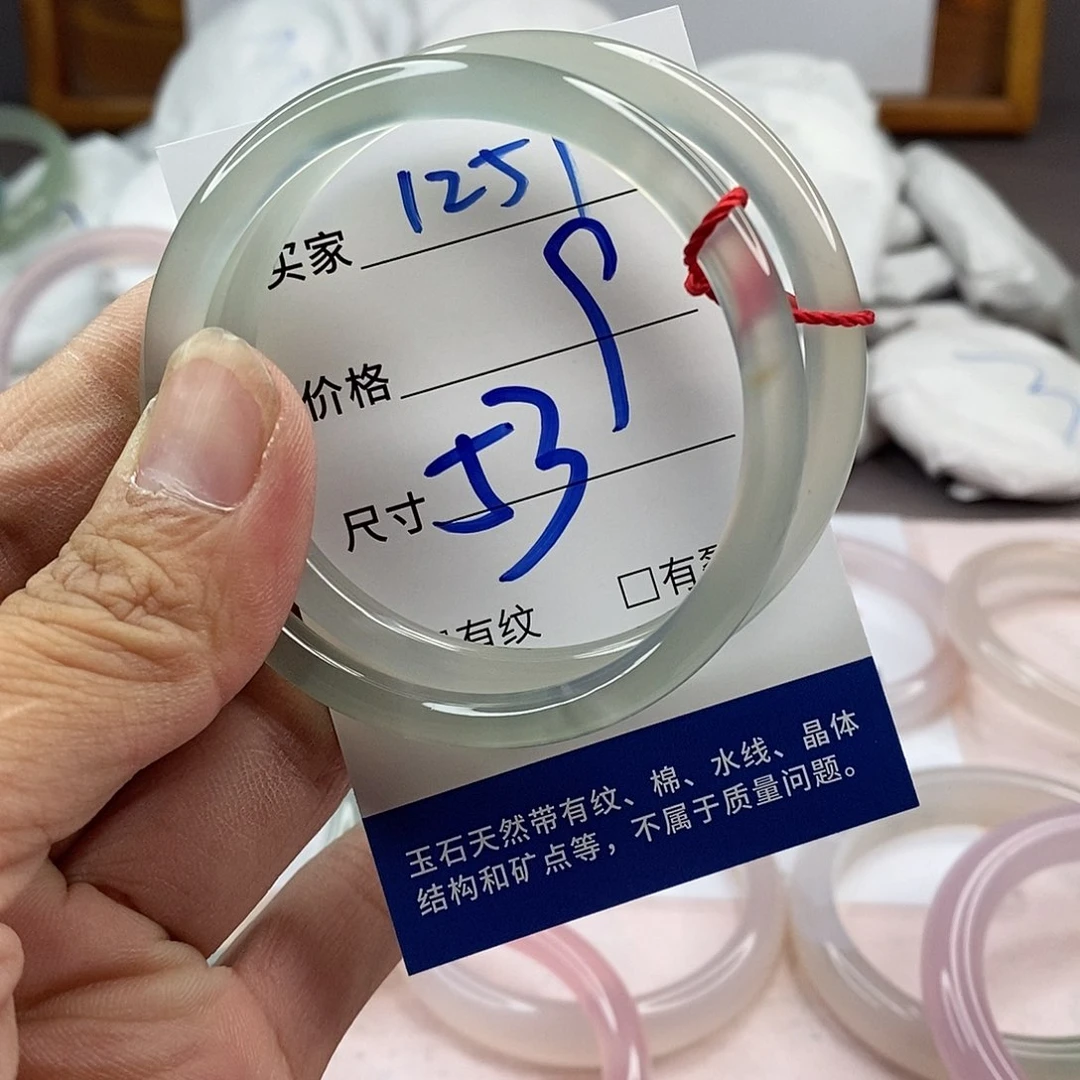 买家 1251
价格 P
尺寸 53
有纹 □有
玉石天然带有纹、棉、水线、晶体
结构和矿点等，不属于质量问题。